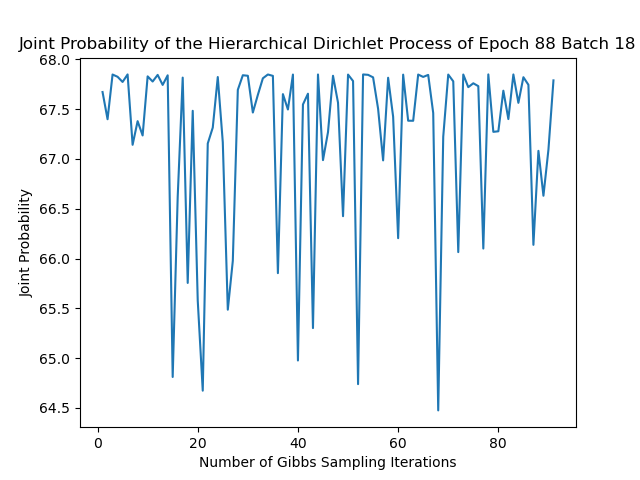 Joint Probability of the Hierarchical Dirichlet Process of Epoch 88 Batch 18
68.0
67.5
67.0
66.5
66.0
65.5
65.0
64.5
Joint Probability
0 20 40 60 80
Number of Gibbs Sampling Iterations